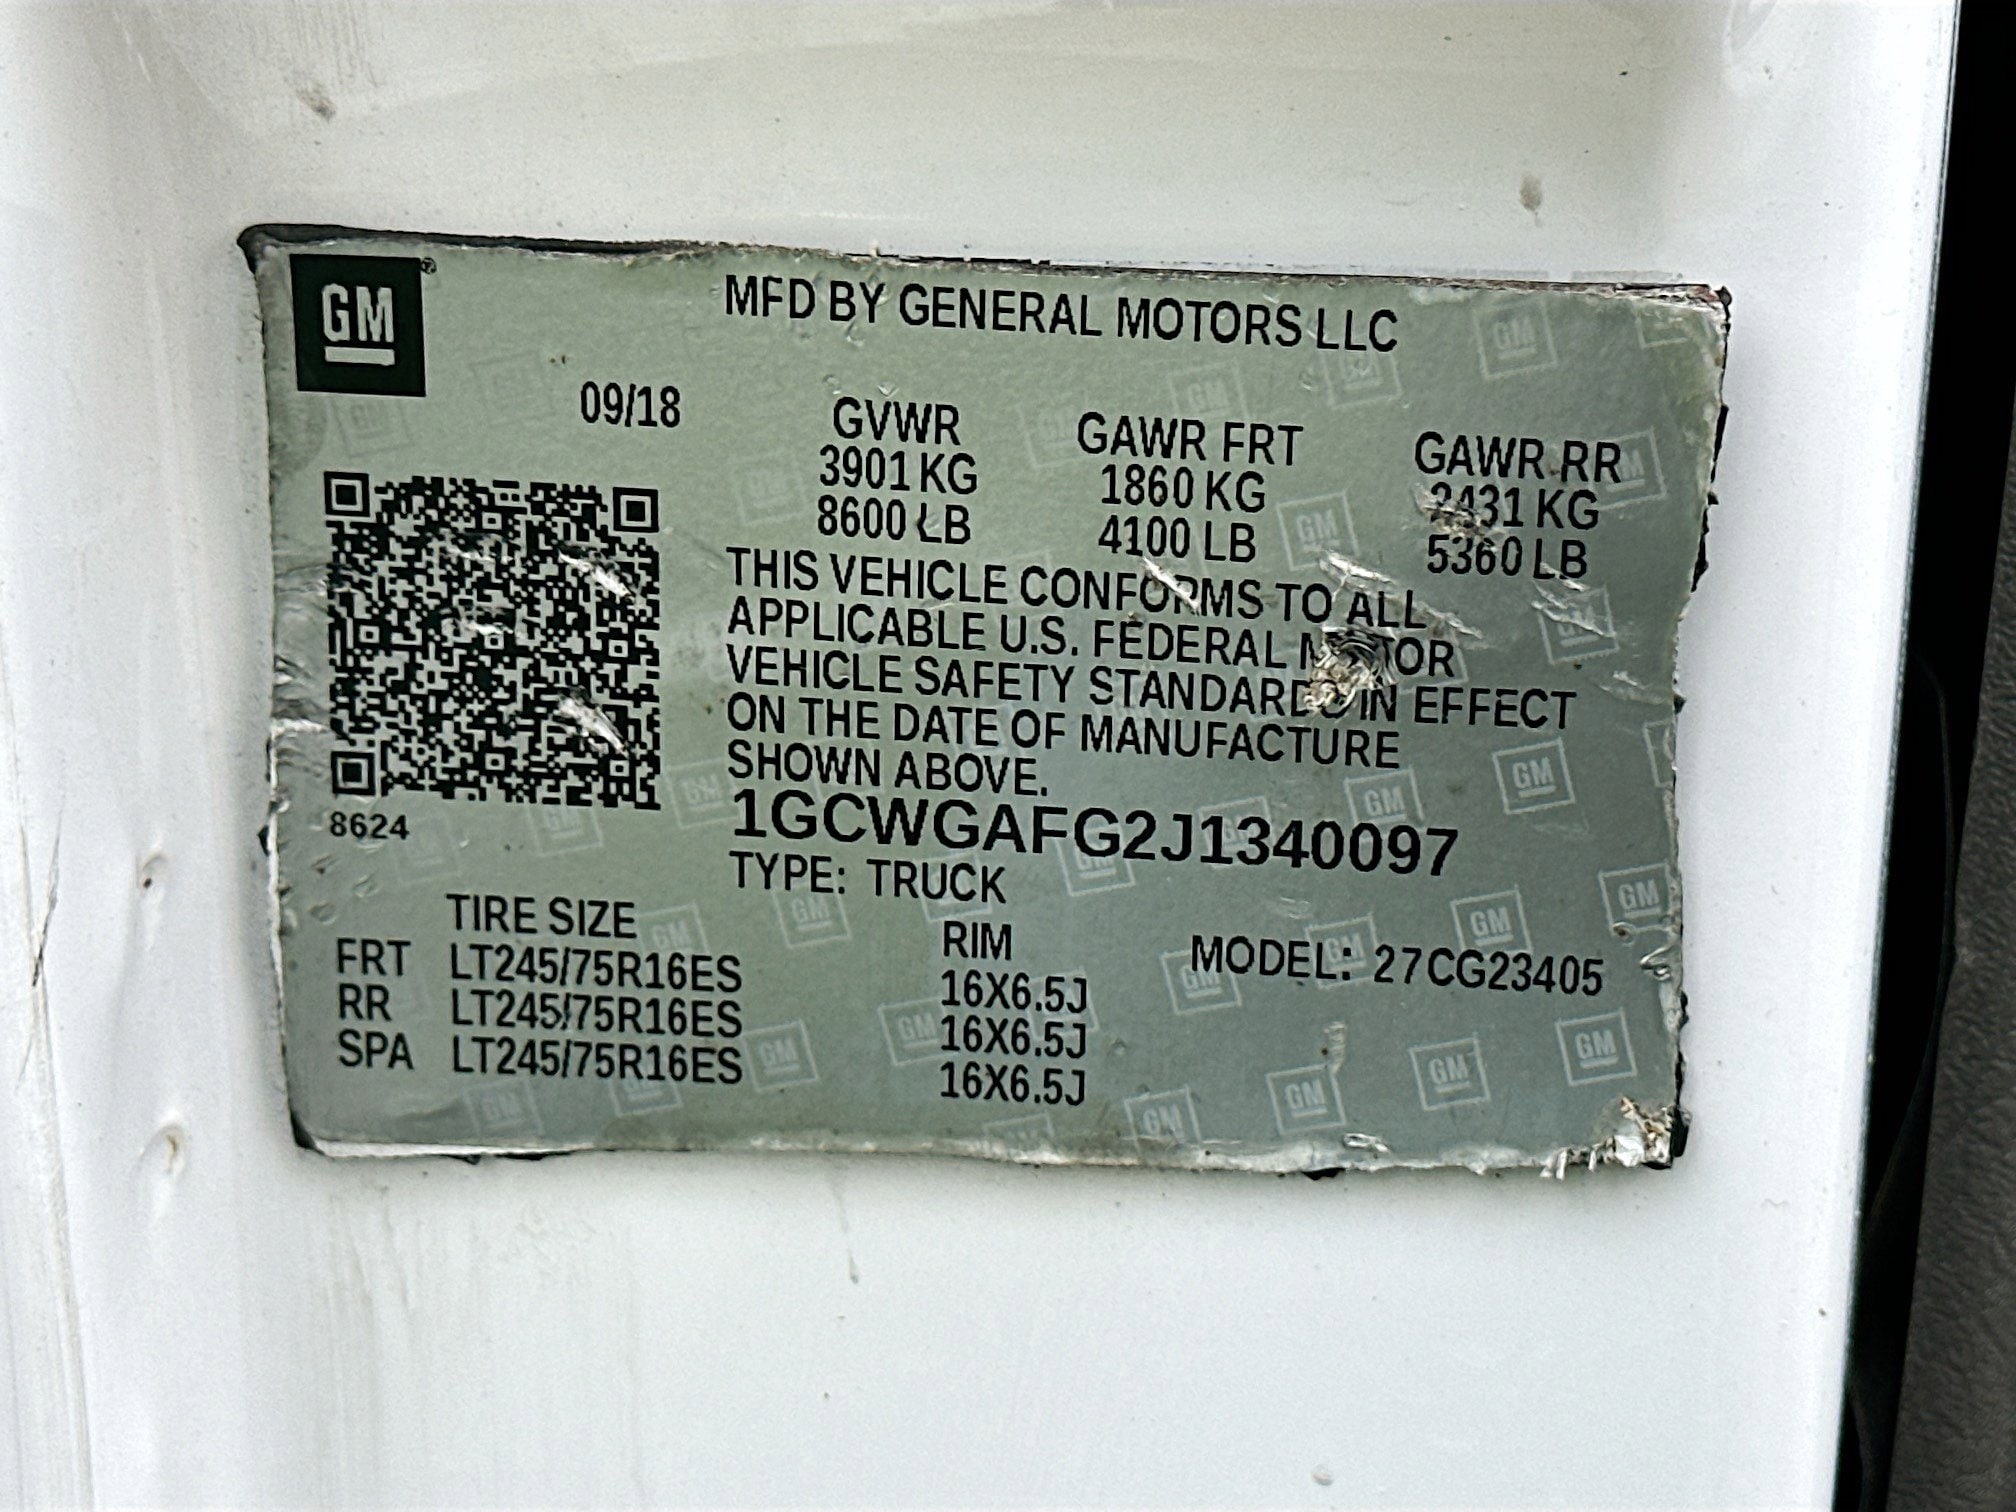 GM
MFD BY GENERAL MOTORS LLC
09/18
GVWR
3901 KG
8600 LB
GAWR FRT
1860 KG
4100 LB
GAWR RR
2431 KG
5360 LB
THIS VEHICLE CONFORMS TO ALL
APPLICABLE U.S. FEDERAL MOTOR
VEHICLE SAFETY STANDARDS IN EFFECT
ON THE DATE OF MANUFACTURE
SHOWN ABOVE.
1GCWGAFG2J1340097
TYPE: TRUCK
8624
TIRE SIZE RIM
FRT LT245/75R16ES 16X6.5J
RR LT245/75R16ES 16X6.5J
SPA LT245/75R16ES 16X6.5J
MODEL: 27CG23405